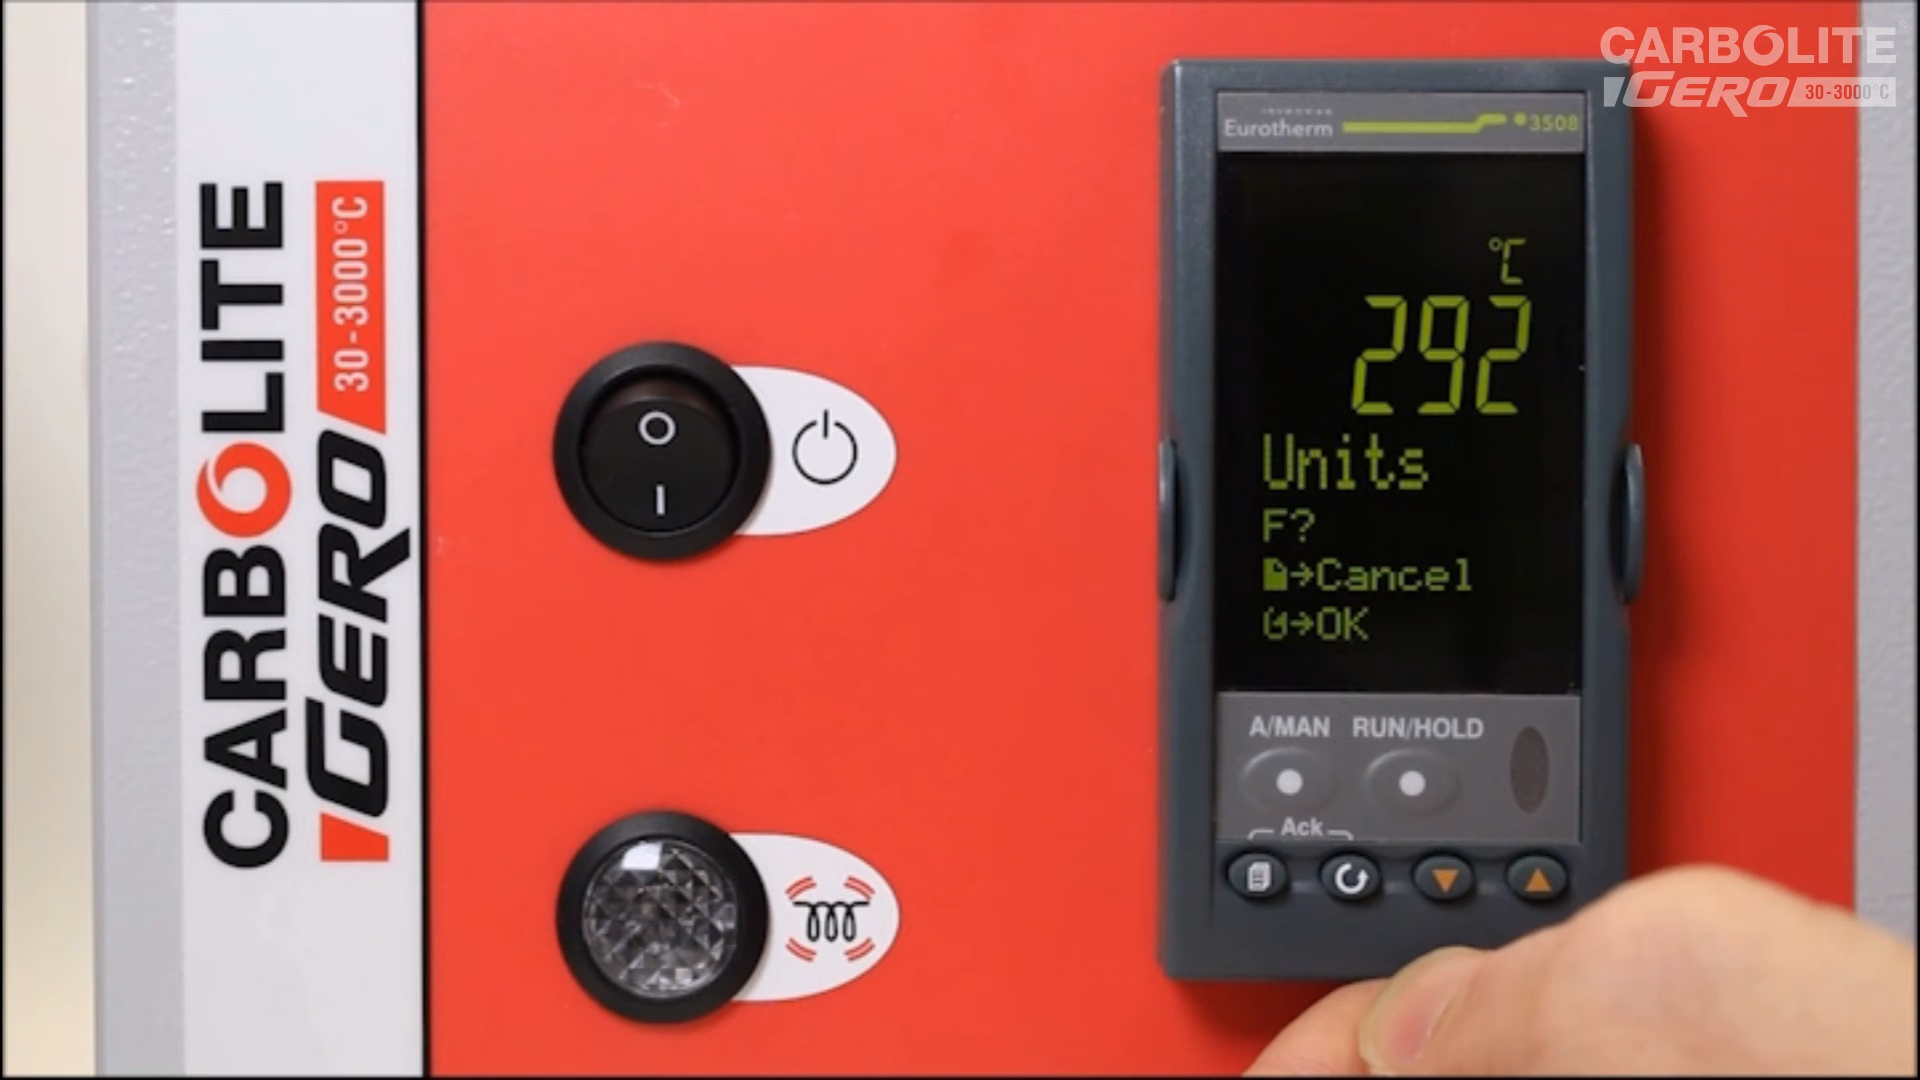 CARBOLITE
GERO 30-3000°C
CARBOLITE
GERO 30-3000°C
Eurotherm 3508
°C
292
Units
F?
→Cancel
→OK
A/MAN RUN/HOLD
Ack